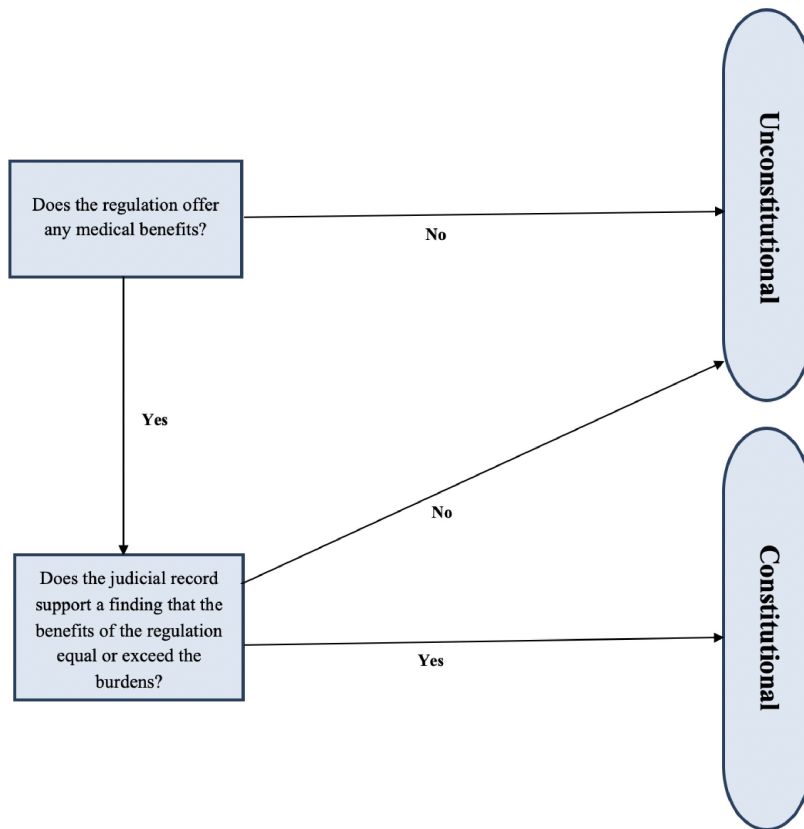 Unconstitutional
Does the regulation offer
any medical benefits?
No
Yes
No
Does the judicial record
support a finding that the
benefits of the regulation
equal or exceed the
burdens?
Yes
Constitutional